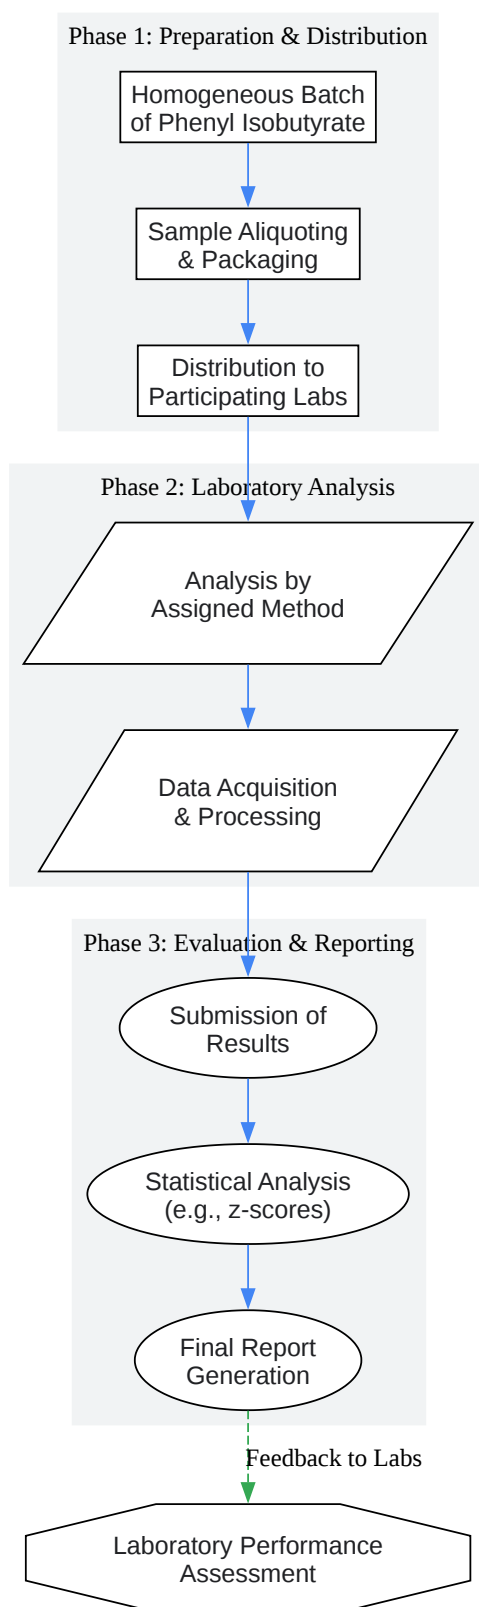 Phase 1: Preparation & Distribution
Homogeneous Batch
of Phenyl Isobutyrate
Sample Aliquoting
& Packaging
Distribution to
Participating Labs
Phase 2: Laboratory Analysis
Analysis by
Assigned Method
Data Acquisition
& Processing
Phase 3: Evaluation & Reporting
Submission of
Results
Statistical Analysis
(e.g., z-scores)
Final Report
Generation
Feedback to Labs
Laboratory Performance
Assessment